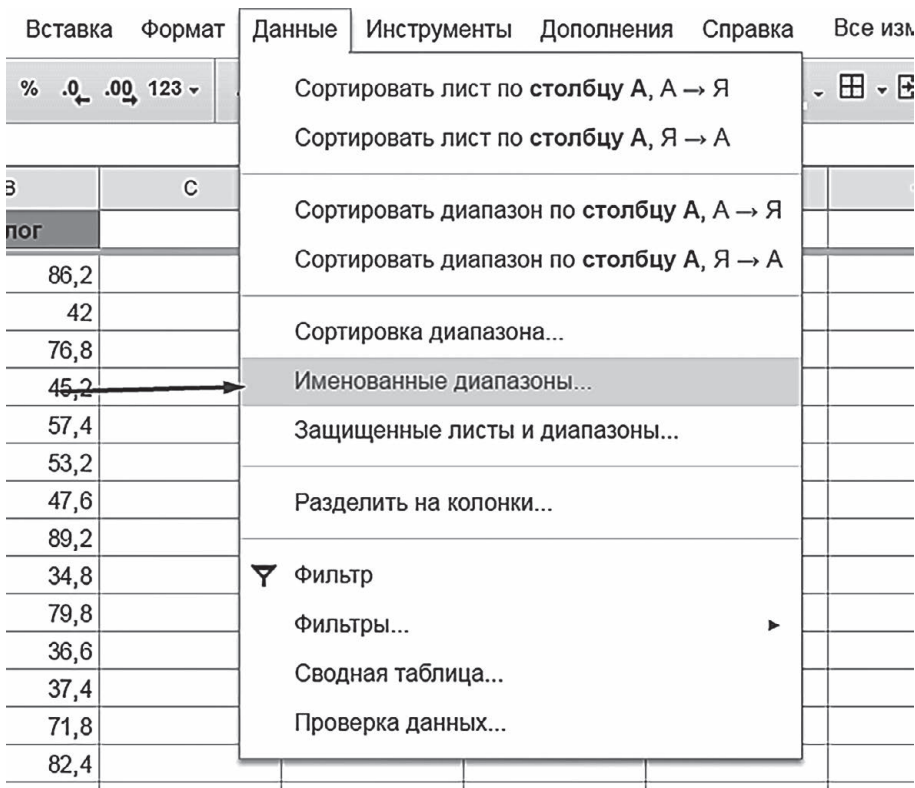 Вставка Формат Данные Инструменты Дополнения Справка Все изм
% .0 .00 123
Сортировать лист по столбцу A, А → Я
Сортировать лист по столбцу A, Я → А
B C
лог
Сортировать диапазон по столбцу A, А → Я
Сортировать диапазон по столбцу A, Я → А
86,2
42
Сортировка диапазона...
76,8
Именованные диапазоны...
45,2
57,4
Защищенные листы и диапазоны...
53,2
47,6
Разделить на колонки...
89,2
34,8
Фильтр
79,8
Фильтры...
36,6
37,4
Сводная таблица...
71,8
Проверка данных...
82,4